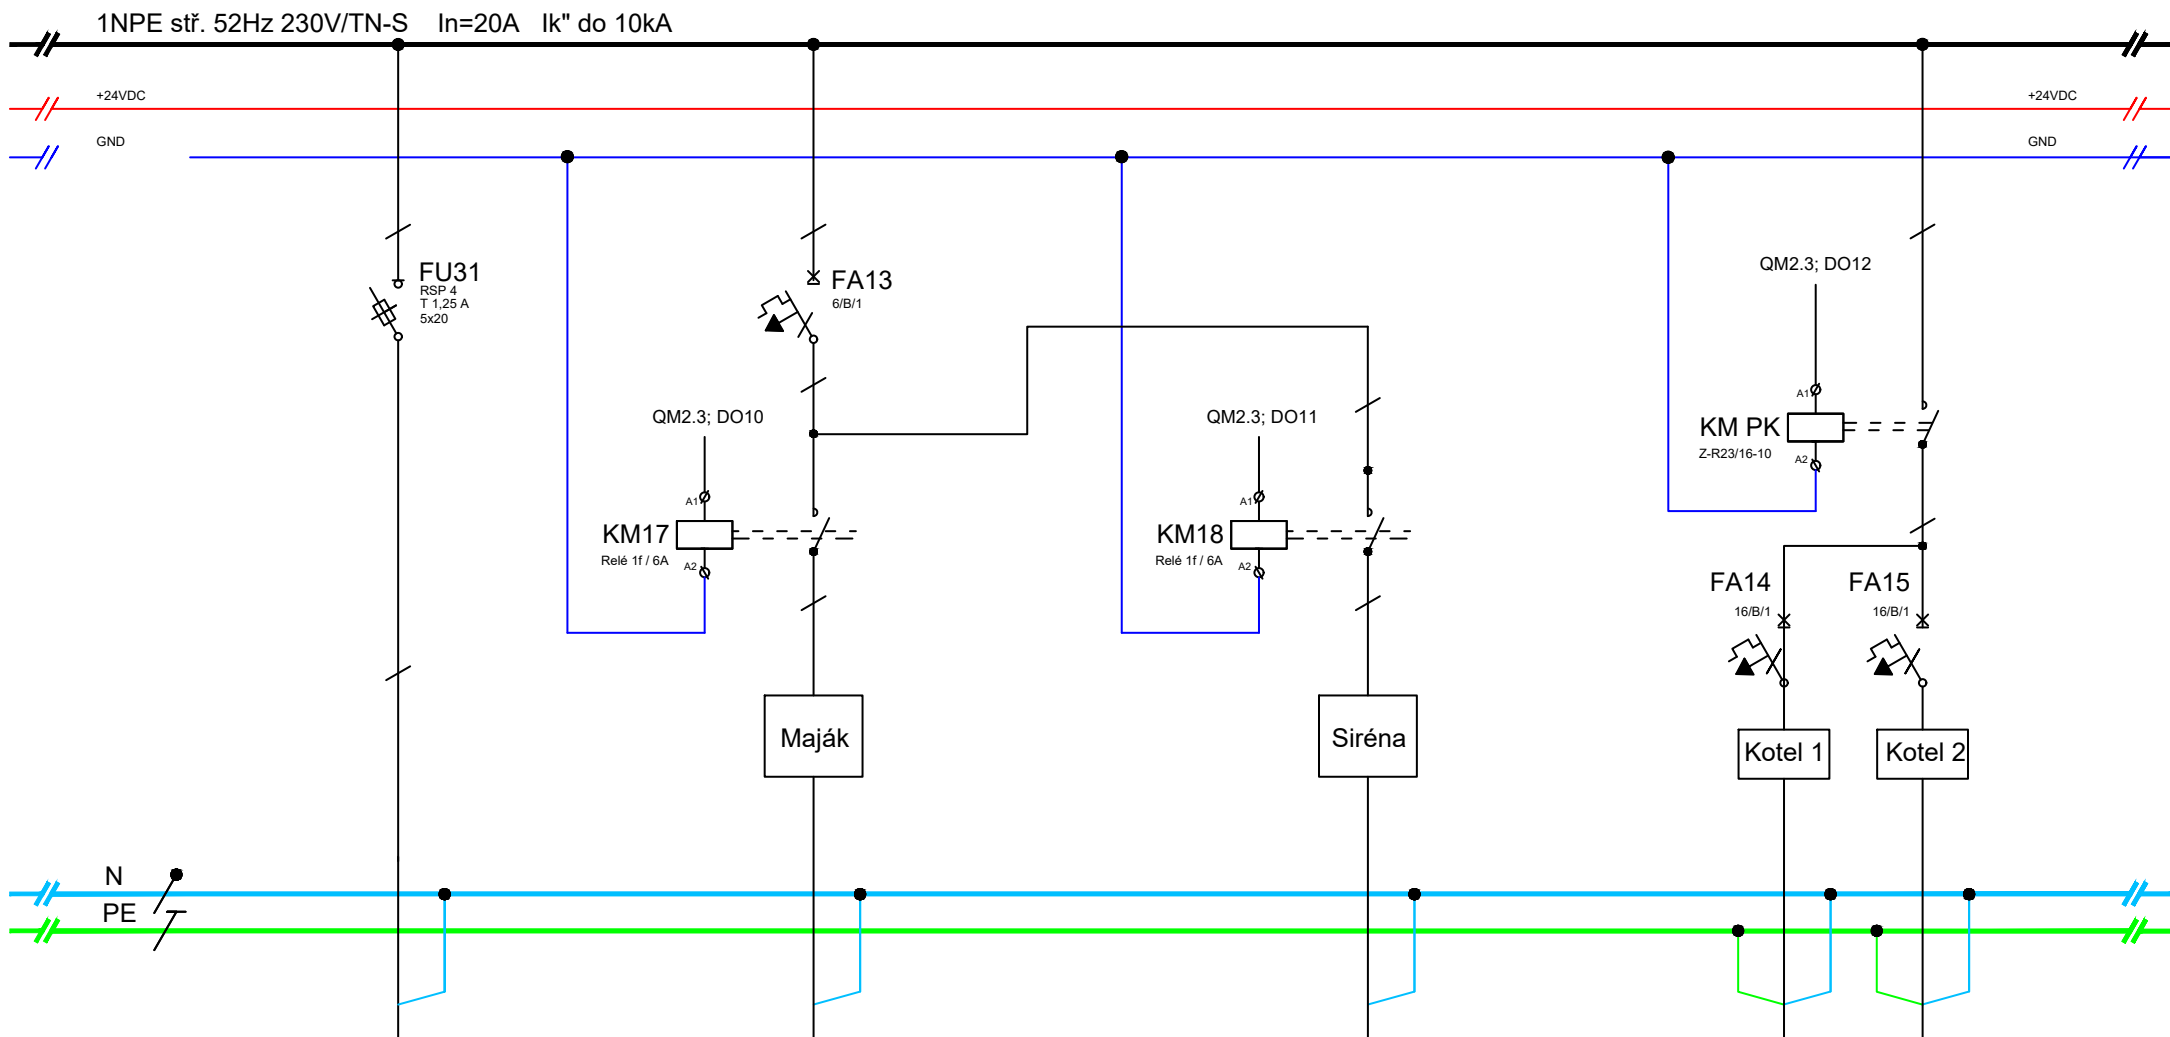 1NPE stř. 52Hz 230V/TN-S In=20A Ik" do 10kA
+24VDC
+24VDC
GND
GND
FU31
RSP 4
T 1,25 A
5x20
FA13
6/B/1
QM2.3; DO10
A1
KM17
Relé 1f / 6A
A2
QM2.3; DO11
A1
KM18
Relé 1f / 6A
A2
QM2.3; DO12
A1
KM PK
Z-R23/16-10
A2
FA14
16/B/1
FA15
16/B/1
Maják
Siréna
Kotel 1
Kotel 2
N
PE